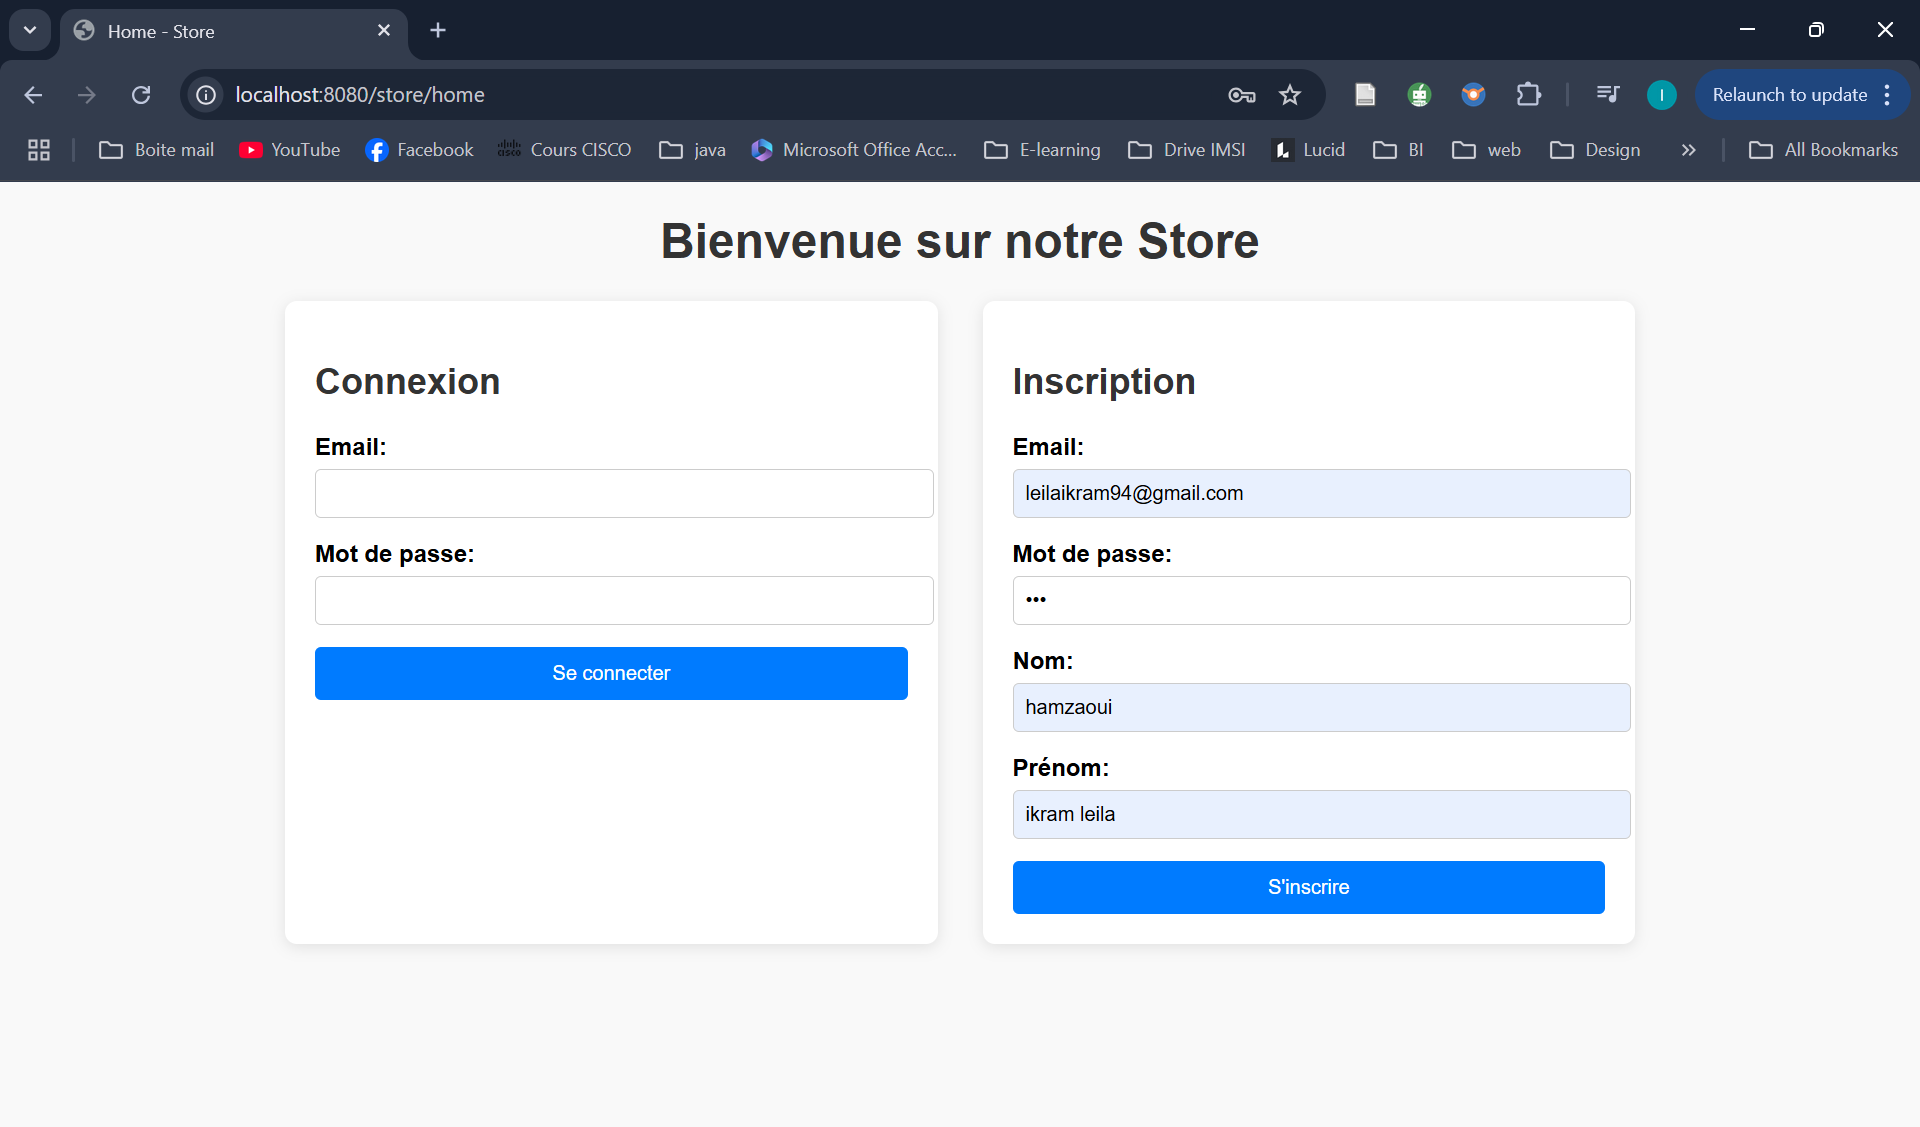 Home - Store
localhost:8080/store/home
I
Relaunch to update
Boite mail
YouTube
Facebook
cisco
Cours CISCO
java
Microsoft Office Acc...
E-learning
Drive IMSI
Lucid
BI
web
Design
All Bookmarks
Bienvenue sur notre Store
Connexion
Email:
Mot de passe:
Se connecter
Inscription
Email:
leilaikram94@gmail.com
Mot de passe:
•••
Nom:
hamzaoui
Prénom:
ikram leila
S'inscrire